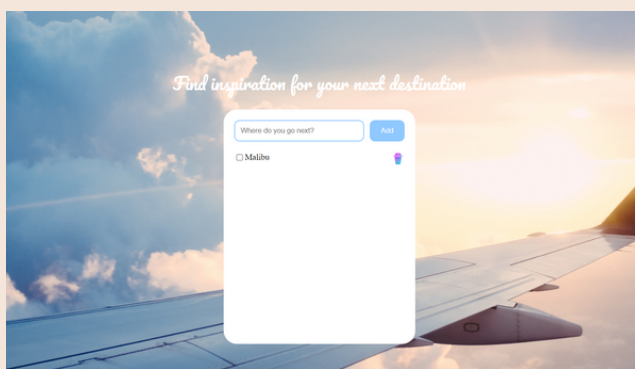 Find inspiration for your next destination
Where do you go next?
Add
Malibu